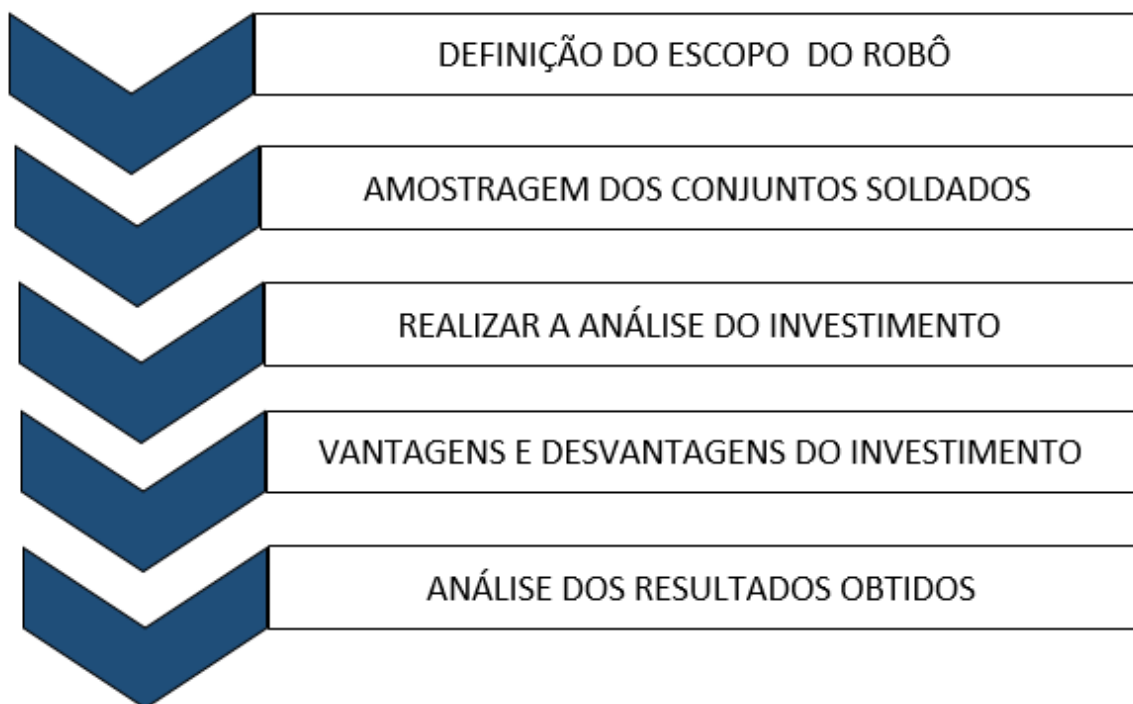 DEFINIÇÃO DO ESCOPO DO ROBÔ
AMOSTRAGEM DOS CONJUNTOS SOLDADOS
REALIZAR A ANÁLISE DO INVESTIMENTO
VANTAGENS E DESVANTAGENS DO INVESTIMENTO
ANÁLISE DOS RESULTADOS OBTIDOS